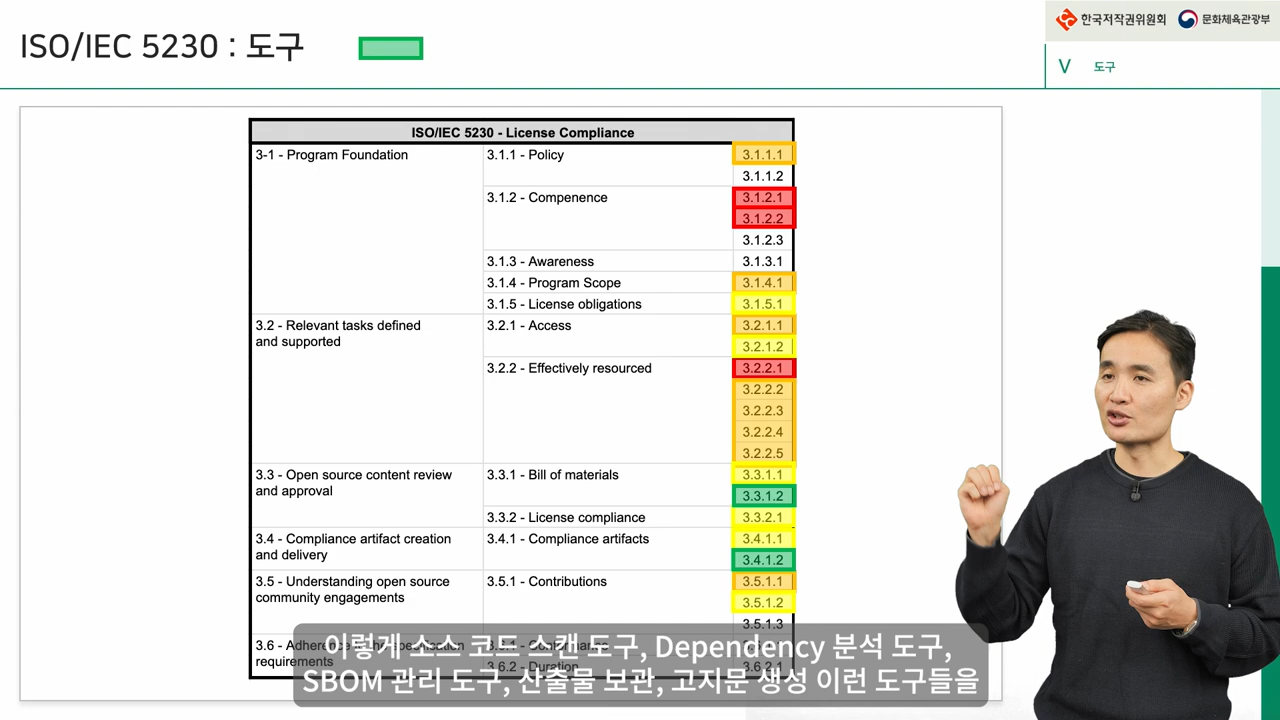 ISO/IEC 5230 : 도구
한국저작권위원회 문화체육관광부
V 도구
ISO/IEC 5230 - License Compliance
3-1 - Program Foundation 3.1.1 - Policy 3.1.1.1
3.1.1.2
3.1.2 - Compenence 3.1.2.1
3.1.2.2
3.1.2.3
3.1.3 - Awareness 3.1.3.1
3.1.4 - Program Scope 3.1.4.1
3.1.5 - License obligations 3.1.5.1
3.2 - Relevant tasks defined 3.2.1 - Access 3.2.1.1
and supported 3.2.1.2
3.2.2 - Effectively resourced 3.2.2.1
3.2.2.2
3.2.2.3
3.2.2.4
3.2.2.5
3.3 - Open source content review 3.3.1 - Bill of materials 3.3.1.1
and approval 3.3.1.2
3.3.2 - License compliance 3.3.2.1
3.4 - Compliance artifact creation 3.4.1 - Compliance artifacts 3.4.1.1
and delivery 3.4.1.2
3.5 - Understanding open source 3.5.1 - Contributions 3.5.1.1
community engagements 3.5.1.2
3.5.1.3
3.6 - specification
requirements 3.6.2 - Duration 3.6.2.1
이렇게 소스 코드 스캔 도구, Dependency 분석 도구,
SBOM 관리 도구, 산출물 보관, 고지문 생성 이런 도구들을